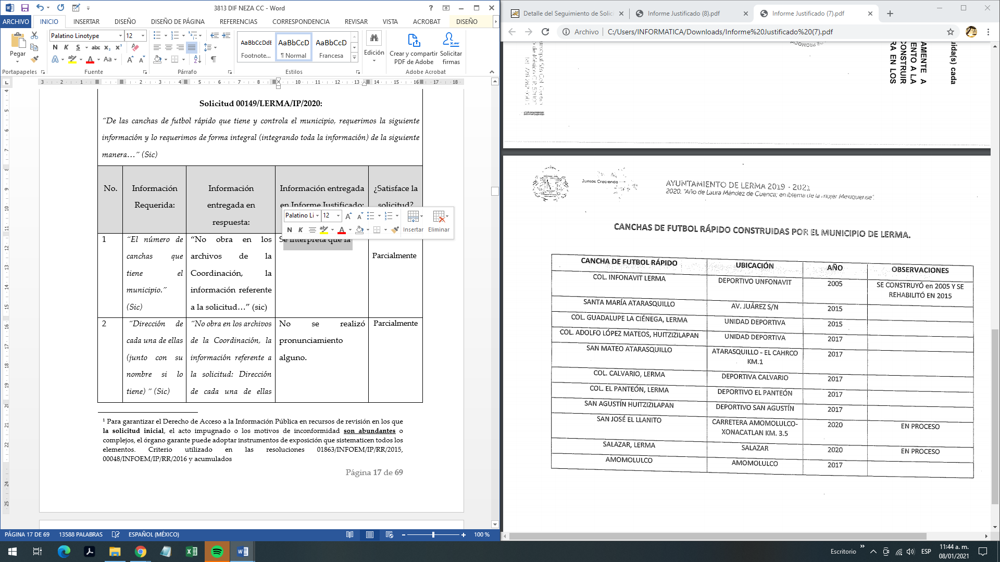 3813 DIF NEZA CC - Word
ARCHIVO INICIO INSERTAR DISEÑO DISEÑO DE PÁGINA REFERENCIAS CORRESPONDENCIA REVISAR VISTA ACROBAT DISEÑO
Pegar
Palatino Linotype 12
N K S abc x₂ x²
AaBbCcDdE AaBbCcD AaBbCcD
Footnote... ¶ Normal Francesa
Edición
Crear y compartir PDF de Adobe
Solicitar firmas
Portapapeles Fuente Párrafo Estilos Adobe Acrobat
Solicitud 00149/LERMA/IP/2020:
“De las canchas de futbol rápido que tiene y controla el municipio, requerimos la siguiente
información y lo requerimos de forma integral (integrando toda la información) de la siguiente
manera…” (Sic)
No.
Información
Requerida:
Información
entregada en
respuesta:
Información entregada
en Informe Justificado:
¿Satisface la
solicitud?
Palatino Li 12
N K
Insertar Eliminar
1
“El número de
canchas que
tiene el
municipio.”
(Sic)
“No obra en los
archivos de la
Coordinación, la
información referente
a la solicitud…” (sic)
Se interpreta que la
Parcialmente
2
“Dirección de
cada una de ellas
(junto con su
nombre si lo
tiene) ” (Sic)
“No obra en los archivos
de la Coordinación, la
información referente a
la solicitud: Dirección
de cada una de ellas
No se realizó
pronunciamiento
alguno.
Parcialmente
¹ Para garantizar el Derecho de Acceso a la Información Pública en recursos de revisión en los que
la solicitud inicial, el acto impugnado o los motivos de inconformidad son abundantes o
complejos, el órgano garante puede adoptar instrumentos de exposición que sistematicen todos los
elementos. Criterio utilizado en las resoluciones 01863/INFOEM/IP/RR/2015,
00048/INFOEM/IP/RR/2016 y acumulados
Página 17 de 69
PÁGINA 17 DE 69 13588 PALABRAS ESPAÑOL (MÉXICO) 100 %
Detalle del Seguimiento de Solici
Informe Justificado (8).pdf
Informe Justificado (7).pdf
Archivo C:/Users/INFORMATICA/Downloads/Informe%20Justificado%20(7).pdf
uida(s) cada
AMENTE A
ENTO A LA
CONSTRUIR
RA EN LOS
Juntos Creciendo
AYUNTAMIENTO DE LERMA 2019 - 2021
2020. "Año de Laura Méndez de Cuenca; emblema de la mujer Mexiquense".
CANCHAS DE FUTBOL RÁPIDO CONSTRUIDAS POR EL MUNICIPIO DE LERMA.
CANCHA DE FUTBOL RÁPIDO UBICACIÓN AÑO OBSERVACIONES
COL. INFONAVIT LERMA DEPORTIVO UNFONAVIT 2005 SE CONSTRUYÓ en 2005 Y SE
REHABILITÓ EN 2015
SANTA MARÍA ATARASQUILLO AV. JUÁREZ S/N 2015
COL. GUADALUPE LA CIÉNEGA, LERMA UNIDAD DEPORTIVA 2015
COL. ADOLFO LÓPEZ MATEOS, HUITZIZILAPAN UNIDAD DEPORTIVA 2017
SAN MATEO ATARASQUILLO ATARASQUILLO - EL CAHRCO 2017
KM.1
COL. CALVARIO, LERMA DEPORTIVA CALVARIO 2017
COL. EL PANTEÓN, LERMA DEPORTIVO EL PANTEÓN 2017
SAN AGUSTÍN HUITZIZILAPAN DEPORTIVO SAN AGUSTÍN 2017
SAN JOSÉ EL LLANITO CARRETERA AMOMOLULCO- 2020 EN PROCESO
XONACATLAN KM. 3.5
SALAZAR, LERMA SALAZAR 2020 EN PROCESO
AMOMOLULCO AMOMOLULCO 2017
Escritorio ESP
11:44 a. m.
08/01/2021